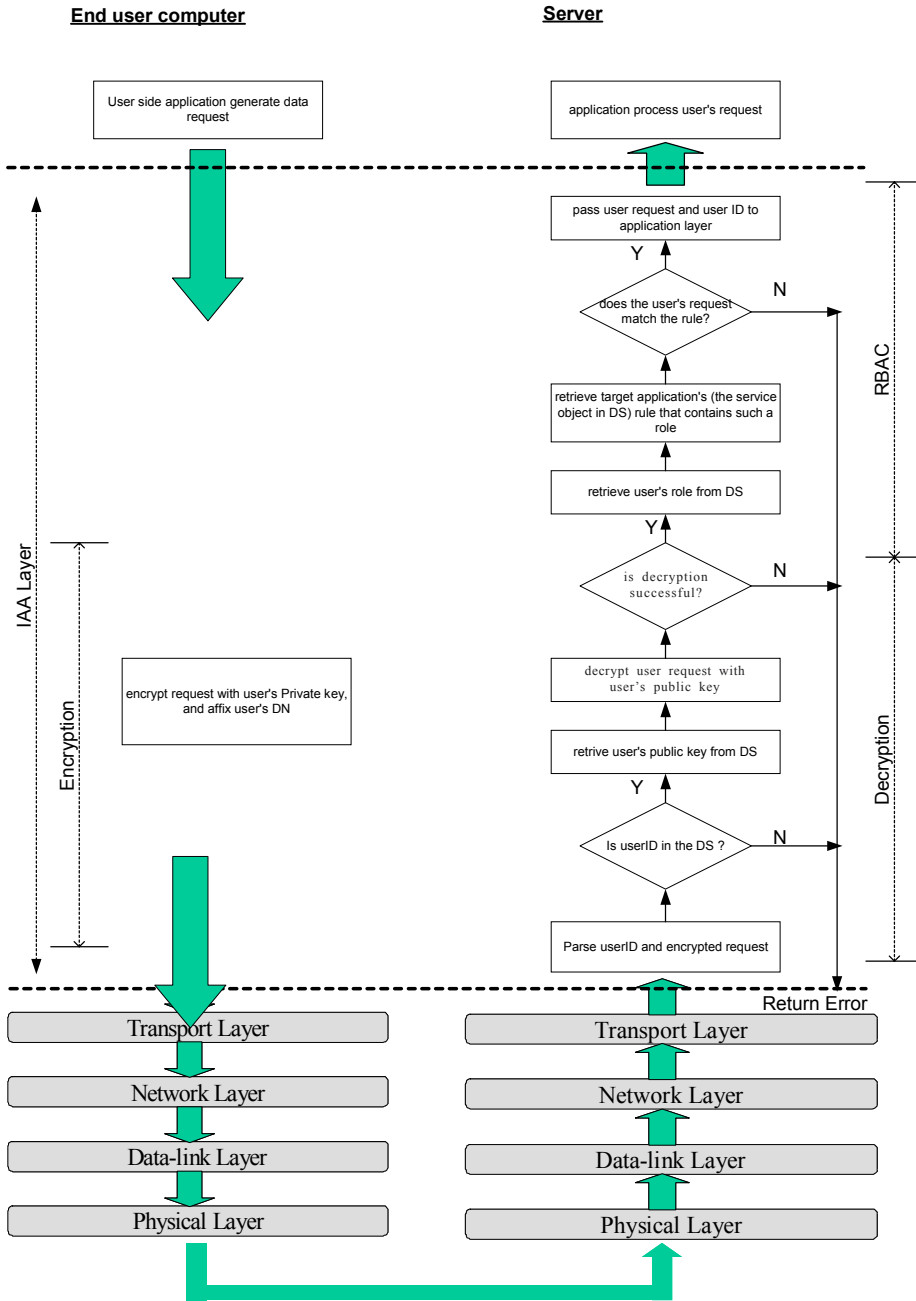 End user computer
Server
User side application generate data
request
application process user's request
pass user request and user ID to
application layer
Y
does the user's request
match the rule?
N
retrieve target application's (the service
object in DS) rule that contains such a
role
RBAC
retrieve user's role from DS
Y
is decryption
successful?
N
IAA Layer
Encryption
encrypt request with user's Private key,
and affix user's DN
decrypt user request with
user's public key
retrive user's public key from DS
Decryption
Y
Is userID in the DS ?
N
Parse userID and encrypted request
Return Error
Transport Layer
Transport Layer
Network Layer
Network Layer
Data-link Layer
Data-link Layer
Physical Layer
Physical Layer